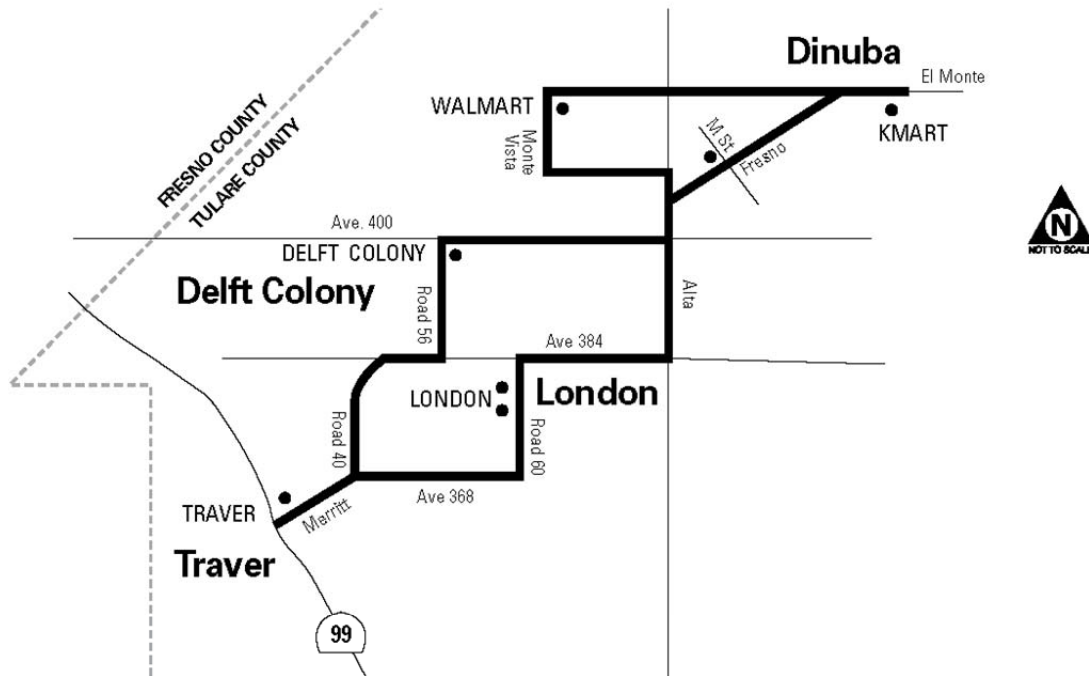 Dinuba
El Monte
WALMART
KMART
FRESNO COUNTY
TULARE COUNTY
Monte
Vista
M St
Fresno
N
NOT TO SCALE
Ave. 400
DELFT COLONY
Delft Colony
Road 56
Alta
Ave 384
LONDON
London
Road 40
Road 60
Ave 368
TRAVER
Merritt
Traver
99